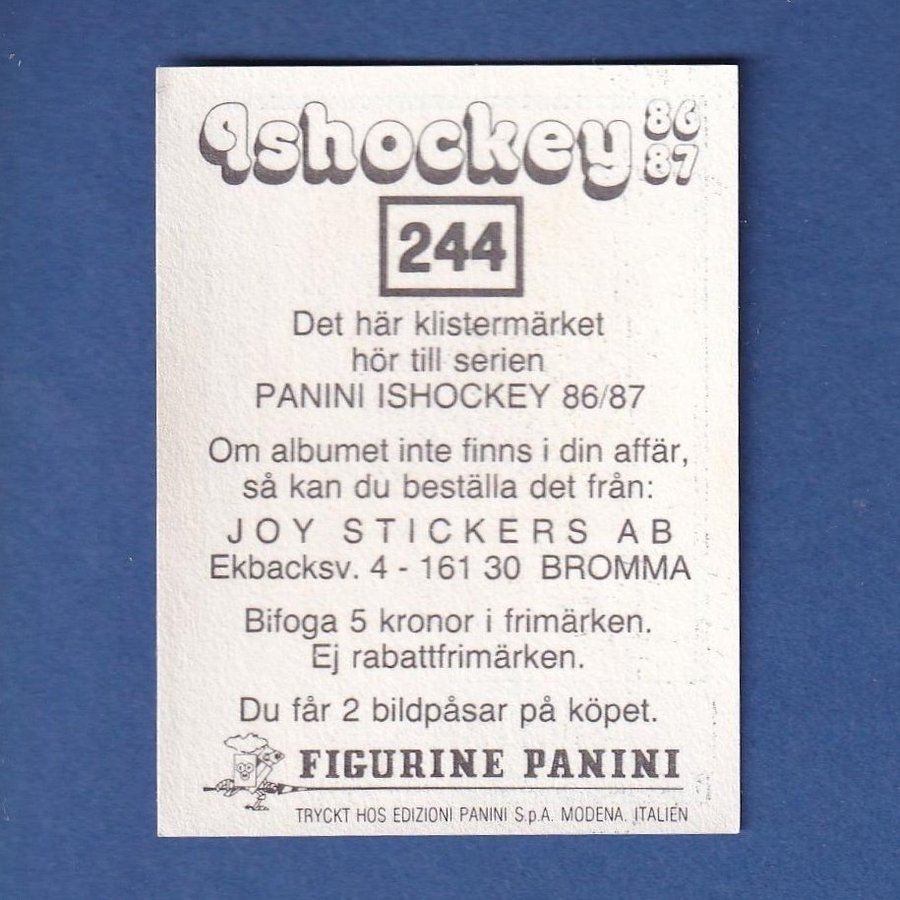 Ishockey 86
87
244
Det här klistermärket
hör till serien
PANINI ISHOCKEY 86/87
Om albumet inte finns i din affär,
så kan du beställa det från:
JOY STICKERS AB
Ekbacksv. 4 - 161 30 BROMMA
Bifoga 5 kronor i frimärken.
Ej rabattfrimärken.
Du får 2 bildpåsar på köpet.
FIGURINE PANINI
TRYCKT HOS EDIZIONI PANINI S.p.A. MODENA. ITALIEN